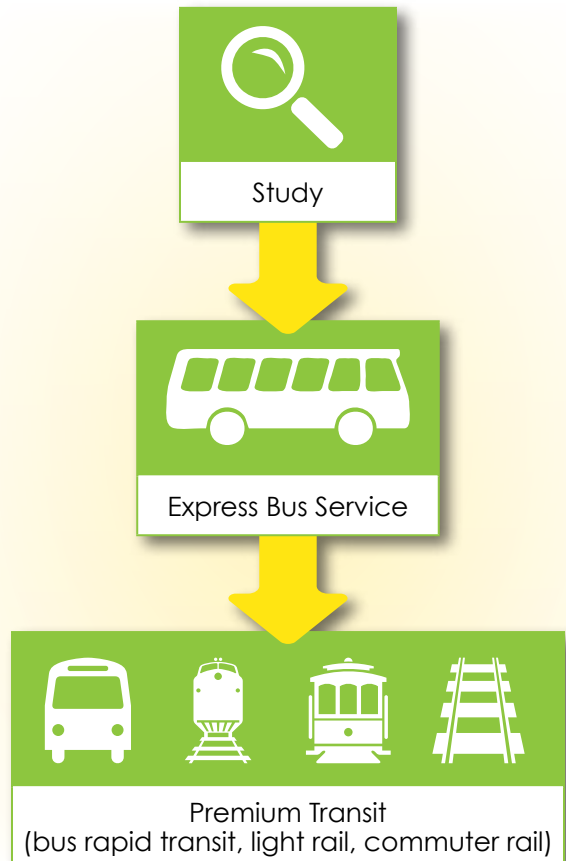 Study
Express Bus Service
Premium Transit
(bus rapid transit, light rail, commuter rail)